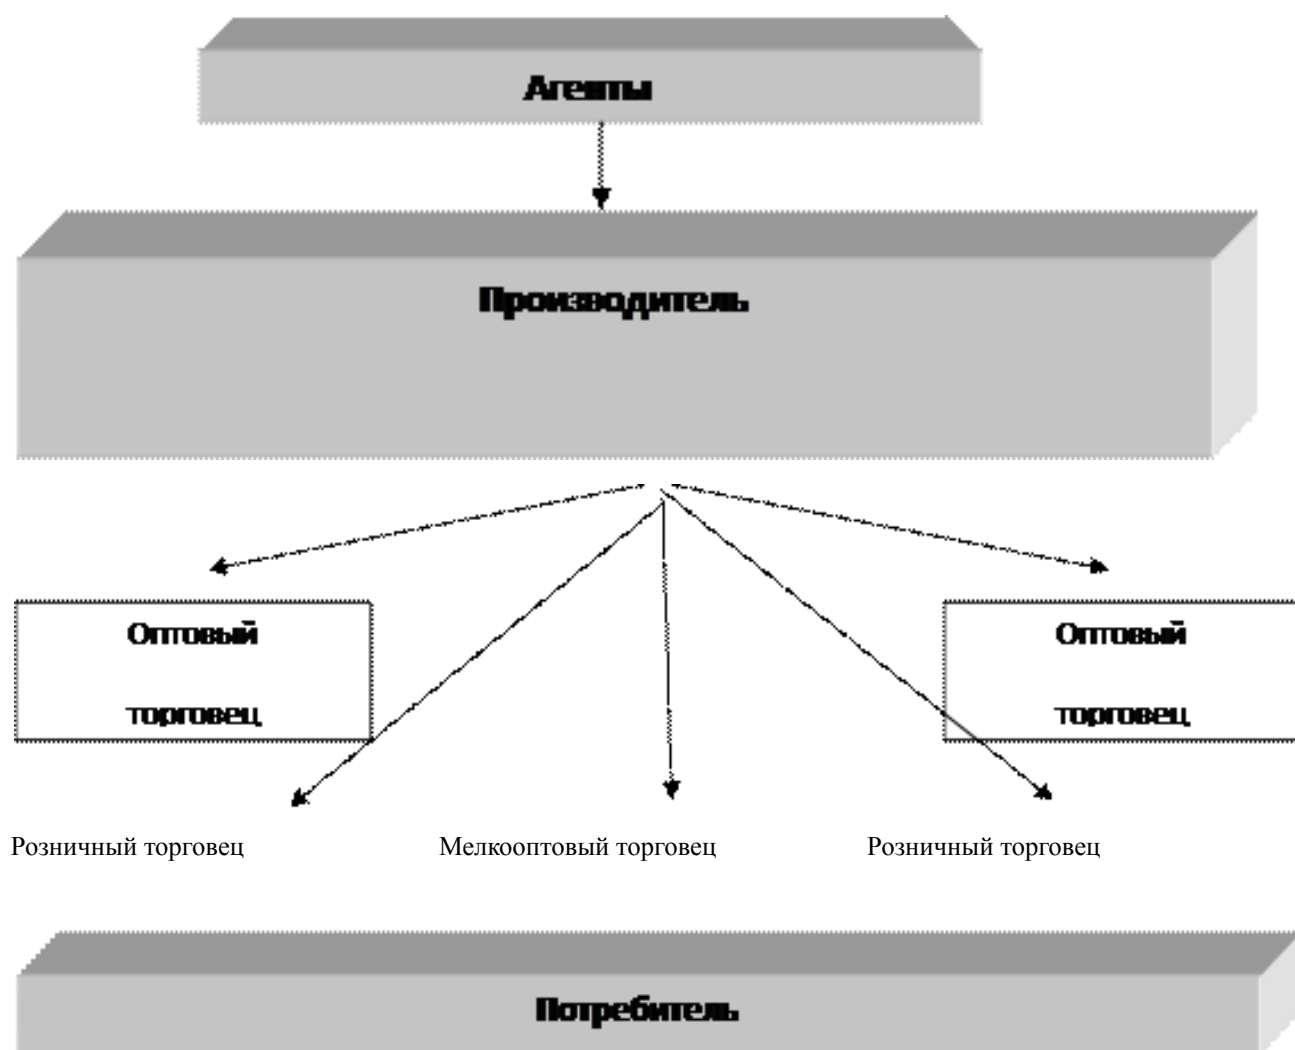 Агенты
Производитель
Оптовый
торговец
Оптовый
торговец
Розничный торговец
Мелкооптовый торговец
Розничный торговец
Потребитель